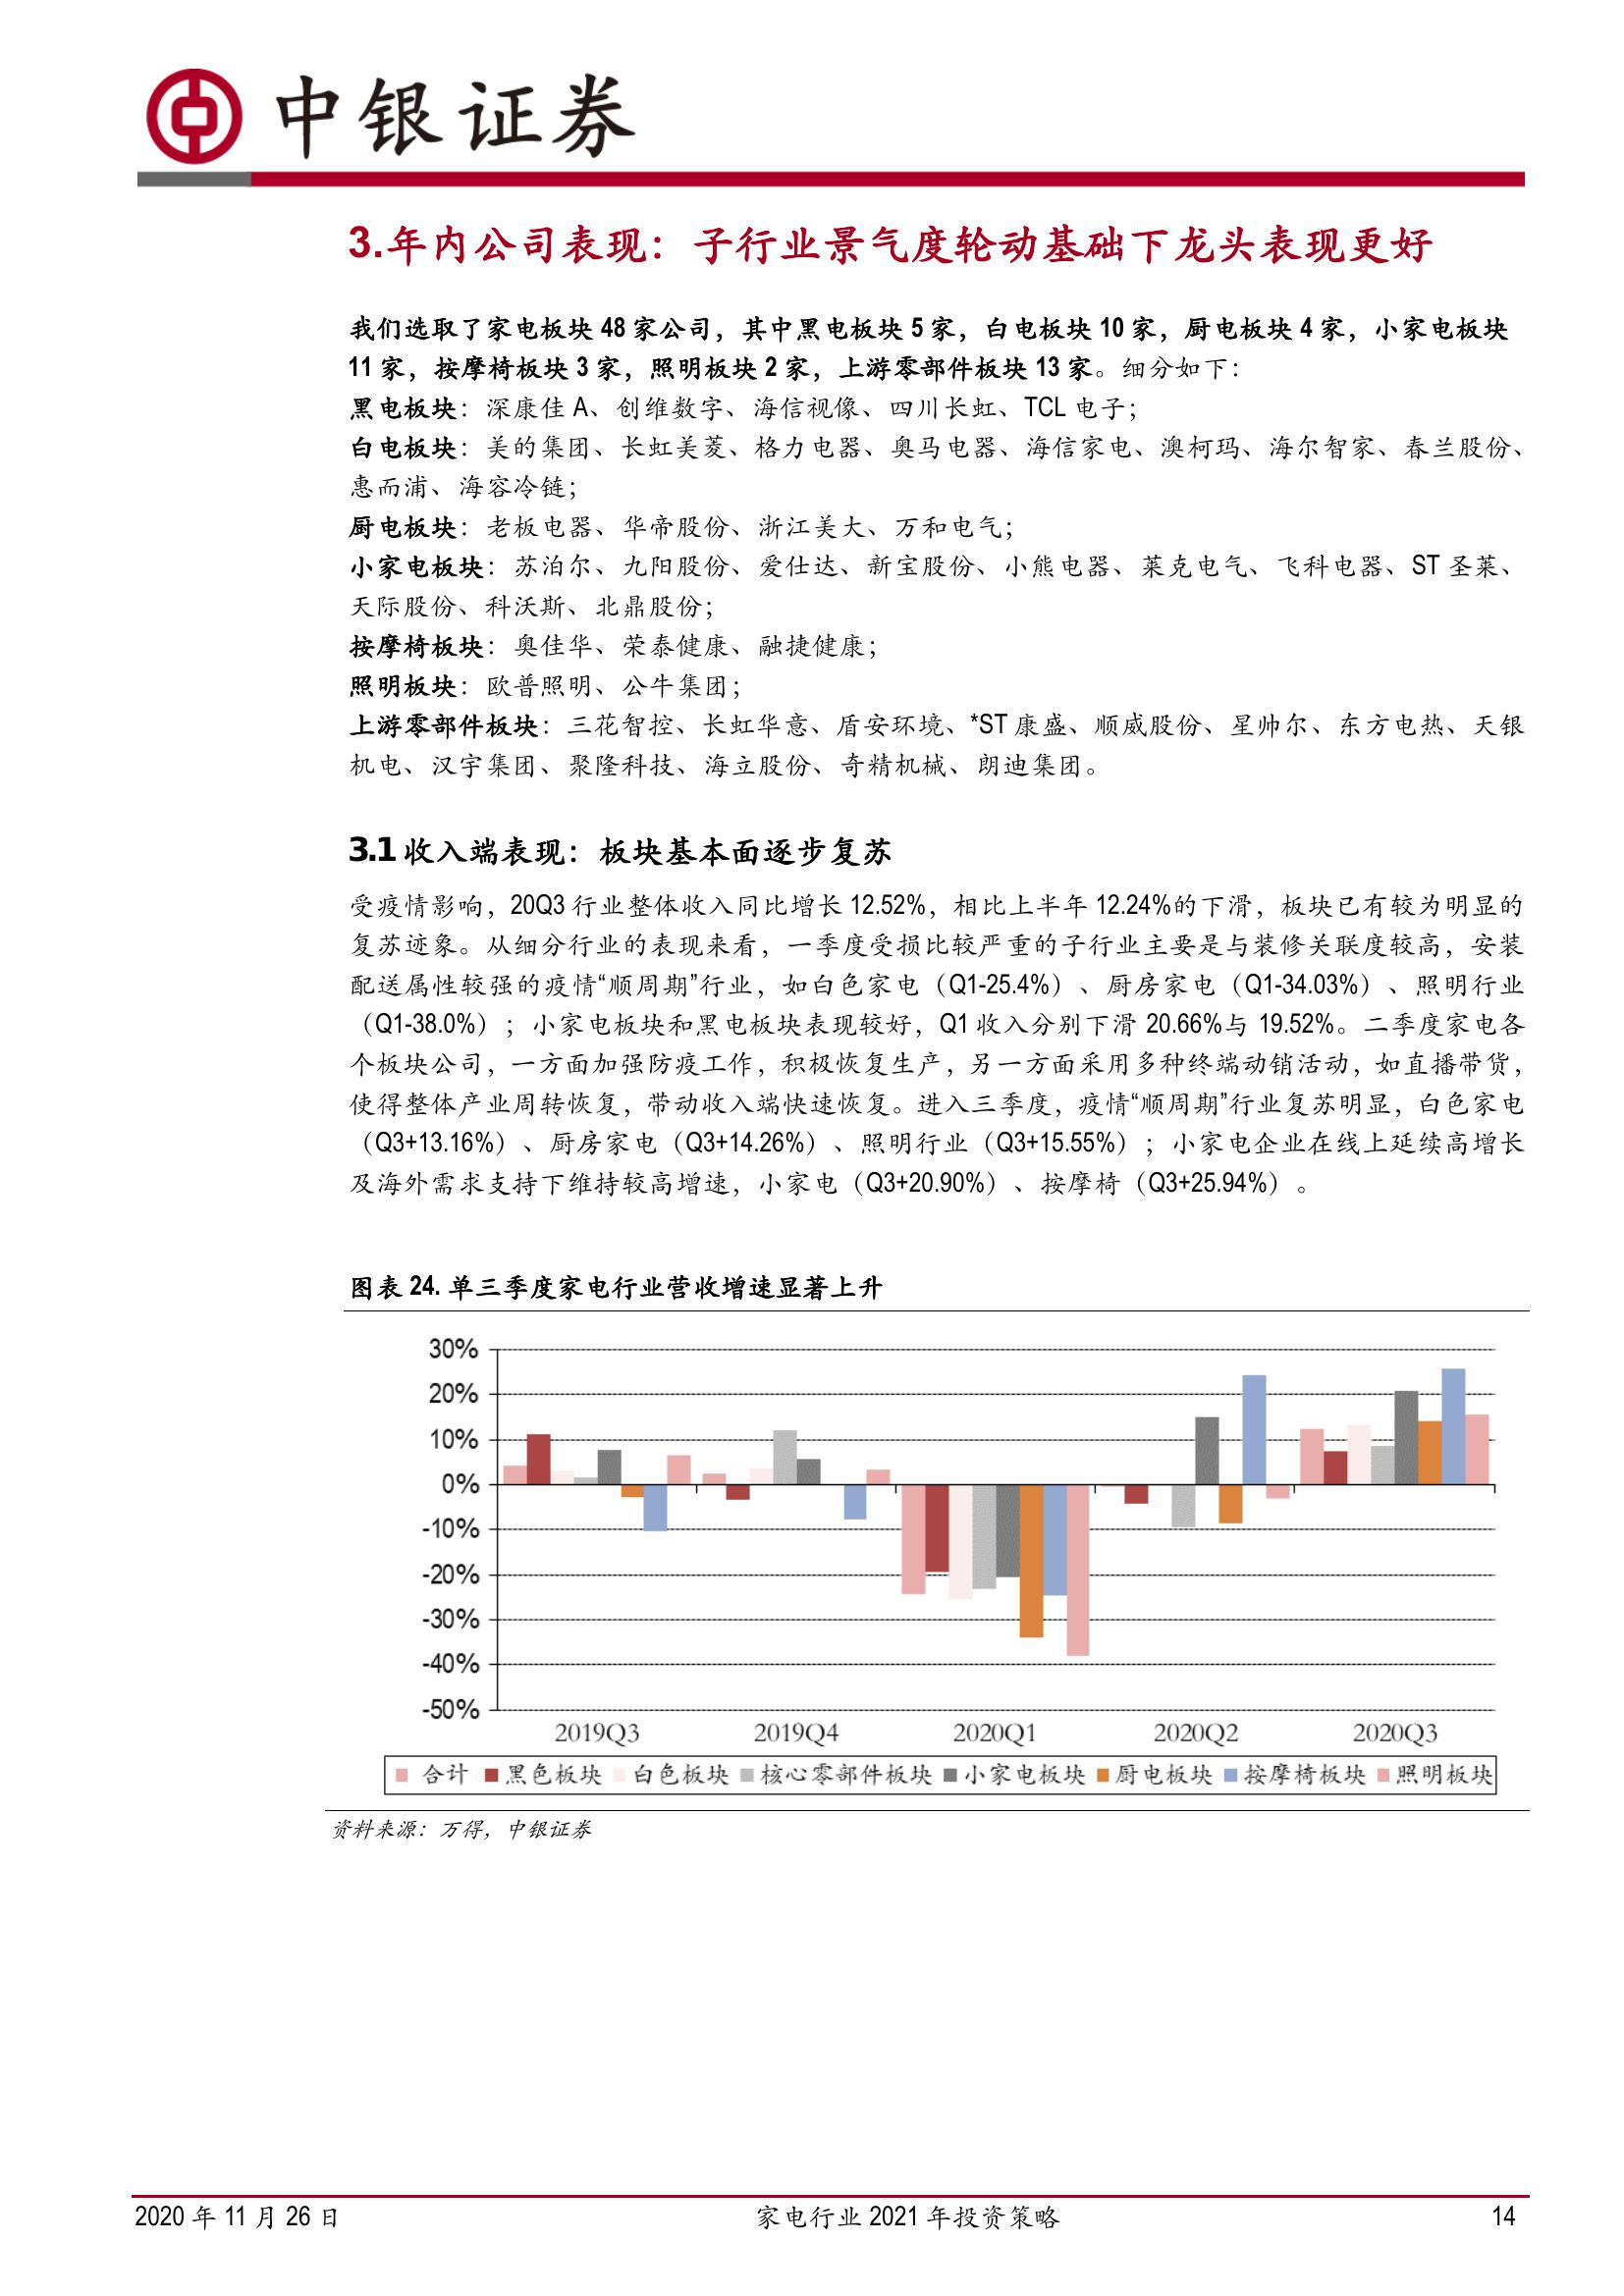 中银证券
3.年内公司表现：子行业景气度轮动基础下龙头表现更好
我们选取了家电板块 48 家公司，其中黑电板块 5 家，白电板块 10 家，厨电板块 4 家，小家电板块
11 家，按摩椅板块 3 家，照明板块 2 家，上游零部件板块 13 家。细分如下：
黑电板块：深康佳 A、创维数字、海信视像、四川长虹、TCL 电子；
白电板块：美的集团、长虹美菱、格力电器、奥马电器、海信家电、澳柯玛、海尔智家、春兰股份、
惠而浦、海容冷链；
厨电板块：老板电器、华帝股份、浙江美大、万和电气；
小家电板块：苏泊尔、九阳股份、爱仕达、新宝股份、小熊电器、莱克电气、飞科电器、ST 圣莱、
天际股份、科沃斯、北鼎股份；
按摩椅板块：奥佳华、荣泰健康、融捷健康；
照明板块：欧普照明、公牛集团；
上游零部件板块：三花智控、长虹华意、盾安环境、*ST 康盛、顺威股份、星帅尔、东方电热、天银
机电、汉宇集团、聚隆科技、海立股份、奇精机械、朗迪集团。
3.1 收入端表现：板块基本面逐步复苏
受疫情影响，20Q3 行业整体收入同比增长 12.52%，相比上半年 12.24%的下滑，板块已有较为明显的
复苏迹象。从细分行业的表现来看，一季度受损比较严重的子行业主要是与装修关联度较高，安装
配送属性较强的疫情“顺周期”行业，如白色家电（Q1-25.4%）、厨房家电（Q1-34.03%）、照明行业
（Q1-38.0%）；小家电板块和黑电板块表现较好，Q1 收入分别下滑 20.66%与 19.52%。二季度家电各
个板块公司，一方面加强防疫工作，积极恢复生产，另一方面采用多种终端动销活动，如直播带货，
使得整体产业周转恢复，带动收入端快速恢复。进入三季度，疫情“顺周期”行业复苏明显，白色家电
（Q3+13.16%）、厨房家电（Q3+14.26%）、照明行业（Q3+15.55%）；小家电企业在线上延续高增长
及海外需求支持下维持较高增速，小家电（Q3+20.90%）、按摩椅（Q3+25.94%）。
图表 24. 单三季度家电行业营收增速显著上升
30%
20%
10%
0%
-10%
-20%
-30%
-40%
-50%
2019Q3 2019Q4 2020Q1 2020Q2 2020Q3
合计 黑色板块 白色板块 核心零部件板块 小家电板块 厨电板块 按摩椅板块 照明板块
资料来源：万得，中银证券
2020 年 11 月 26 日 家电行业 2021 年投资策略 14